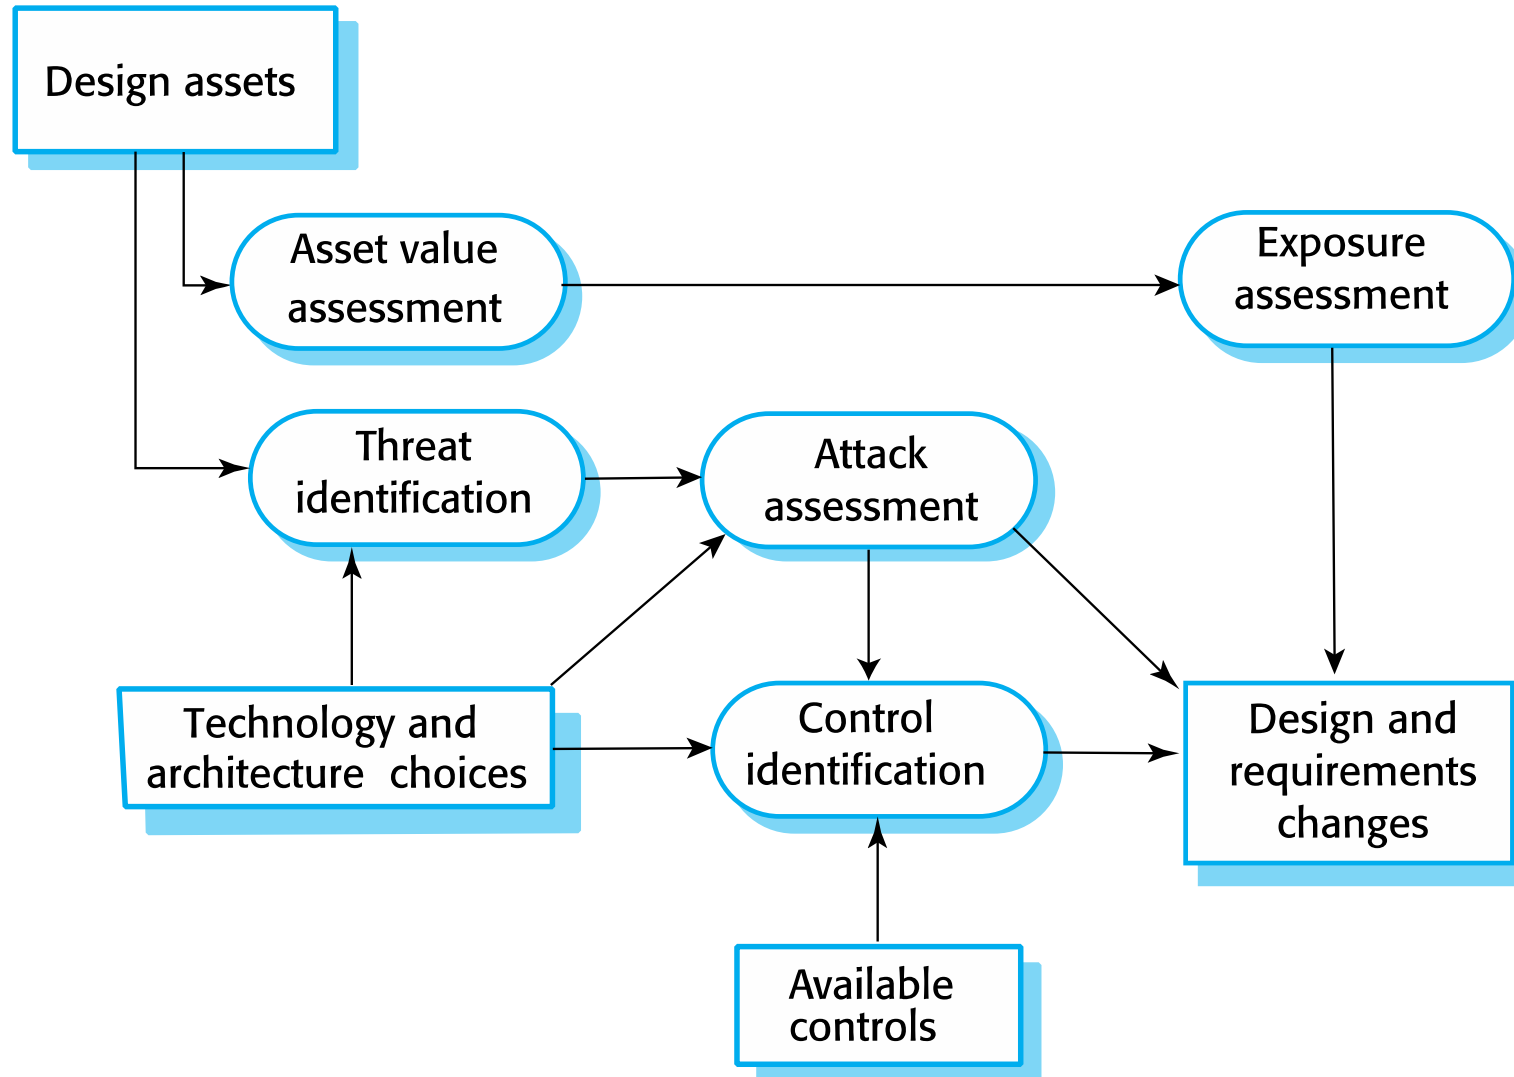 Design assets
Asset value
assessment
Exposure
assessment
Threat
identification
Attack
assessment
Technology and
architecture choices
Control
identification
Design and
requirements
changes
Available
controls